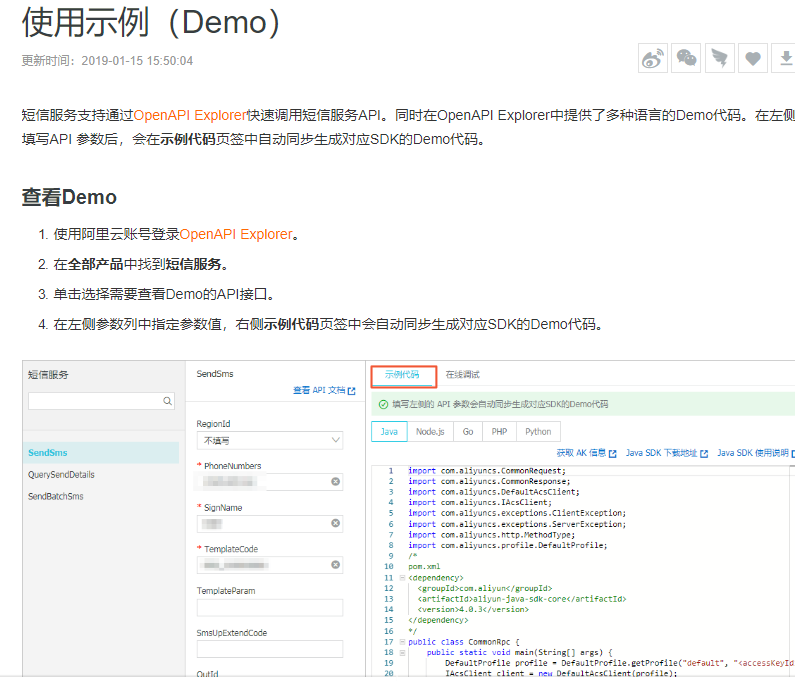 使用示例（Demo）
更新时间：2019-01-15 15:50:04
短信服务支持通过OpenAPI Explorer快速调用短信服务API。同时在OpenAPI Explorer中提供了多种语言的Demo代码。在左侧
填写API 参数后，会在示例代码页签中自动同步生成对应SDK的Demo代码。
查看Demo
1. 使用阿里云账号登录OpenAPI Explorer。
2. 在全部产品中找到短信服务。
3. 单击选择需要查看Demo的API接口。
4. 在左侧参数列中指定参数值，右侧示例代码页签中会自动同步生成对应SDK的Demo代码。
短信服务
SendSms
QuerySendDetails
SendBatchSms
SendSms
查看 API 文档
RegionId
不填写
* PhoneNumbers
* SignName
* TemplateCode
TemplateParam
SmsUpExtendCode
OutId
示例代码
在线调试
填写左侧的 API 参数会自动同步生成对应SDK的Demo代码
Java Node.js Go PHP Python
获取 AK 信息 Java SDK 下载地址 Java SDK 使用说明
1 import com.aliyuncs.CommonRequest;
2 import com.aliyuncs.CommonResponse;
3 import com.aliyuncs.DefaultAcsClient;
4 import com.aliyuncs.IAcsClient;
5 import com.aliyuncs.exceptions.ClientException;
6 import com.aliyuncs.exceptions.ServerException;
7 import com.aliyuncs.http.MethodType;
8 import com.aliyuncs.profile.DefaultProfile;
9 /*
10 pom.xml
11 <dependency>
12 <groupId>com.aliyun</groupId>
13 <artifactId>aliyun-java-sdk-core</artifactId>
14 <version>4.0.3</version>
15 </dependency>
16 */
17 public class CommonRpc {
18 public static void main(String[] args) {
19 DefaultProfile profile = DefaultProfile.getProfile("default", "<accessKeyId
20 IAcsClient client = new DefaultAcsClient(profile);